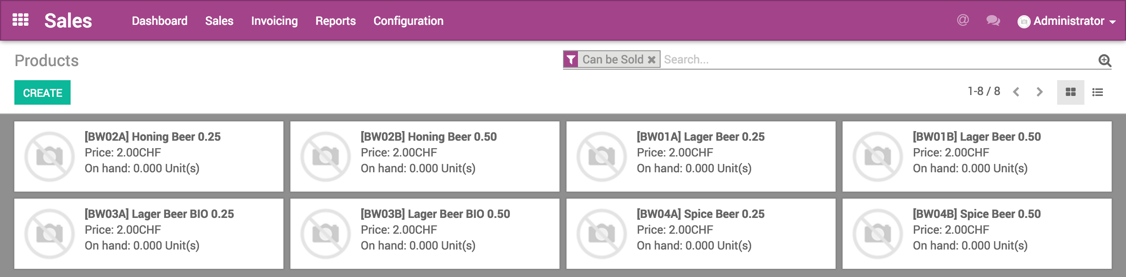 Sales Dashboard Sales Invoicing Reports Configuration @ Administrator
Products Can be Sold Search...
CREATE 1-8 / 8
[BW02A] Honing Beer 0.25
Price: 2.00CHF
On hand: 0.000 Unit(s)
[BW02B] Honing Beer 0.50
Price: 2.00CHF
On hand: 0.000 Unit(s)
[BW01A] Lager Beer 0.25
Price: 2.00CHF
On hand: 0.000 Unit(s)
[BW01B] Lager Beer 0.50
Price: 2.00CHF
On hand: 0.000 Unit(s)
[BW03A] Lager Beer BIO 0.25
Price: 2.00CHF
On hand: 0.000 Unit(s)
[BW03B] Lager Beer BIO 0.50
Price: 2.00CHF
On hand: 0.000 Unit(s)
[BW04A] Spice Beer 0.25
Price: 2.00CHF
On hand: 0.000 Unit(s)
[BW04B] Spice Beer 0.50
Price: 2.00CHF
On hand: 0.000 Unit(s)